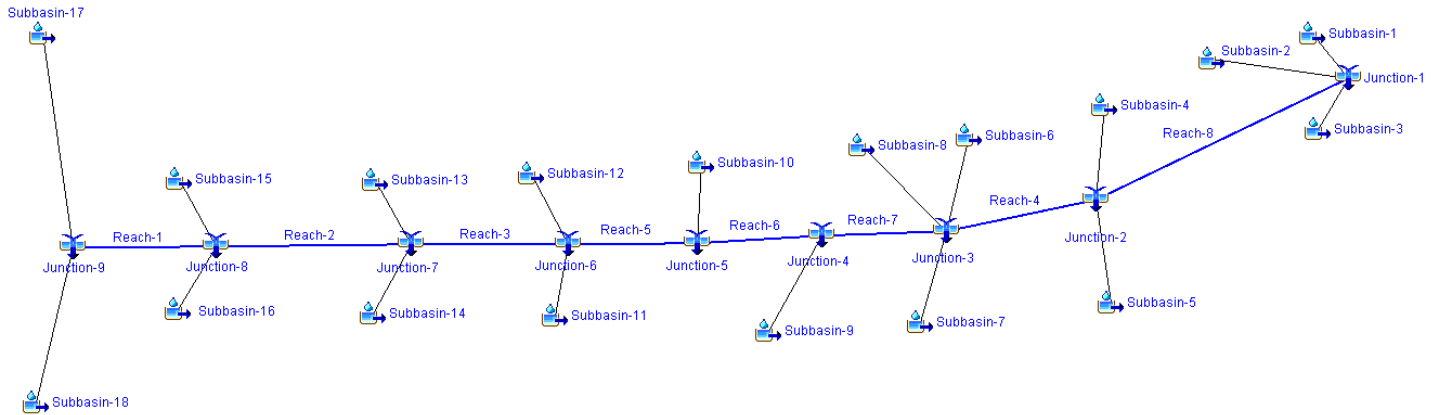 Subbasin-17
Subbasin-1
Subbasin-2
Junction-1
Subbasin-4
Subbasin-3
Reach-8
Subbasin-6
Subbasin-8
Subbasin-10
Subbasin-12
Subbasin-15
Subbasin-13
Reach-4
Reach-7
Reach-6
Reach-5
Reach-1
Reach-2
Reach-3
Junction-2
Junction-3
Junction-4
Junction-5
Junction-9
Junction-8
Junction-7
Junction-6
Subbasin-5
Subbasin-16
Subbasin-14
Subbasin-11
Subbasin-7
Subbasin-9
Subbasin-18